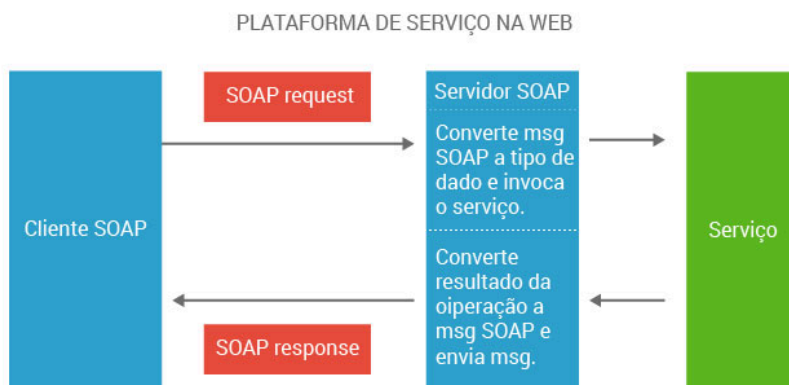 PLATAFORMA DE SERVIÇO NA WEB
SOAP request
Cliente SOAP
Servidor SOAP
Converte msg
SOAP a tipo de
dado e invoca
o serviço.
Converte
resultado da
oiperação a
msg SOAP e
envia msg.
Serviço
SOAP response